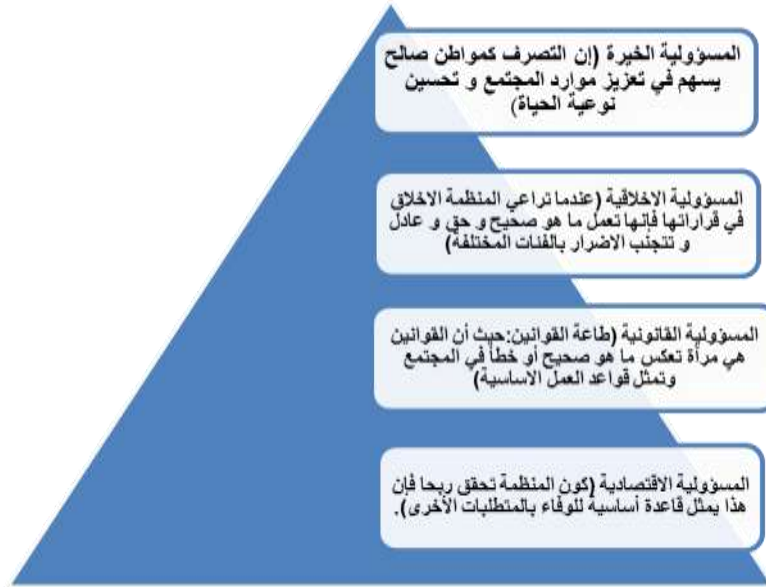 المسؤولية الخيرة (إن التصرف كمواطن صالح
يسهم في تعزيز موارد المجتمع و تحسين
نوعية الحياة)
المسؤولية الاخلاقية (عندما تراعي المنظمة الاخلاق
في قراراتها فإنها تعمل ما هو صحيح و حق و عادل
و تتجنب الاضرار بالفئات المختلفة)
المسؤولية القانونية (طاعة القوانين:حيث أن القوانين
هي مرآة تعكس ما هو صحيح أو خطأ في المجتمع
وتمثل قواعد العمل الاساسية)
المسؤولية الاقتصادية (كون المنظمة تحقق ربحا فإن
هذا يمثل قاعدة أساسية للوفاء بالمتطلبات الأخرى).